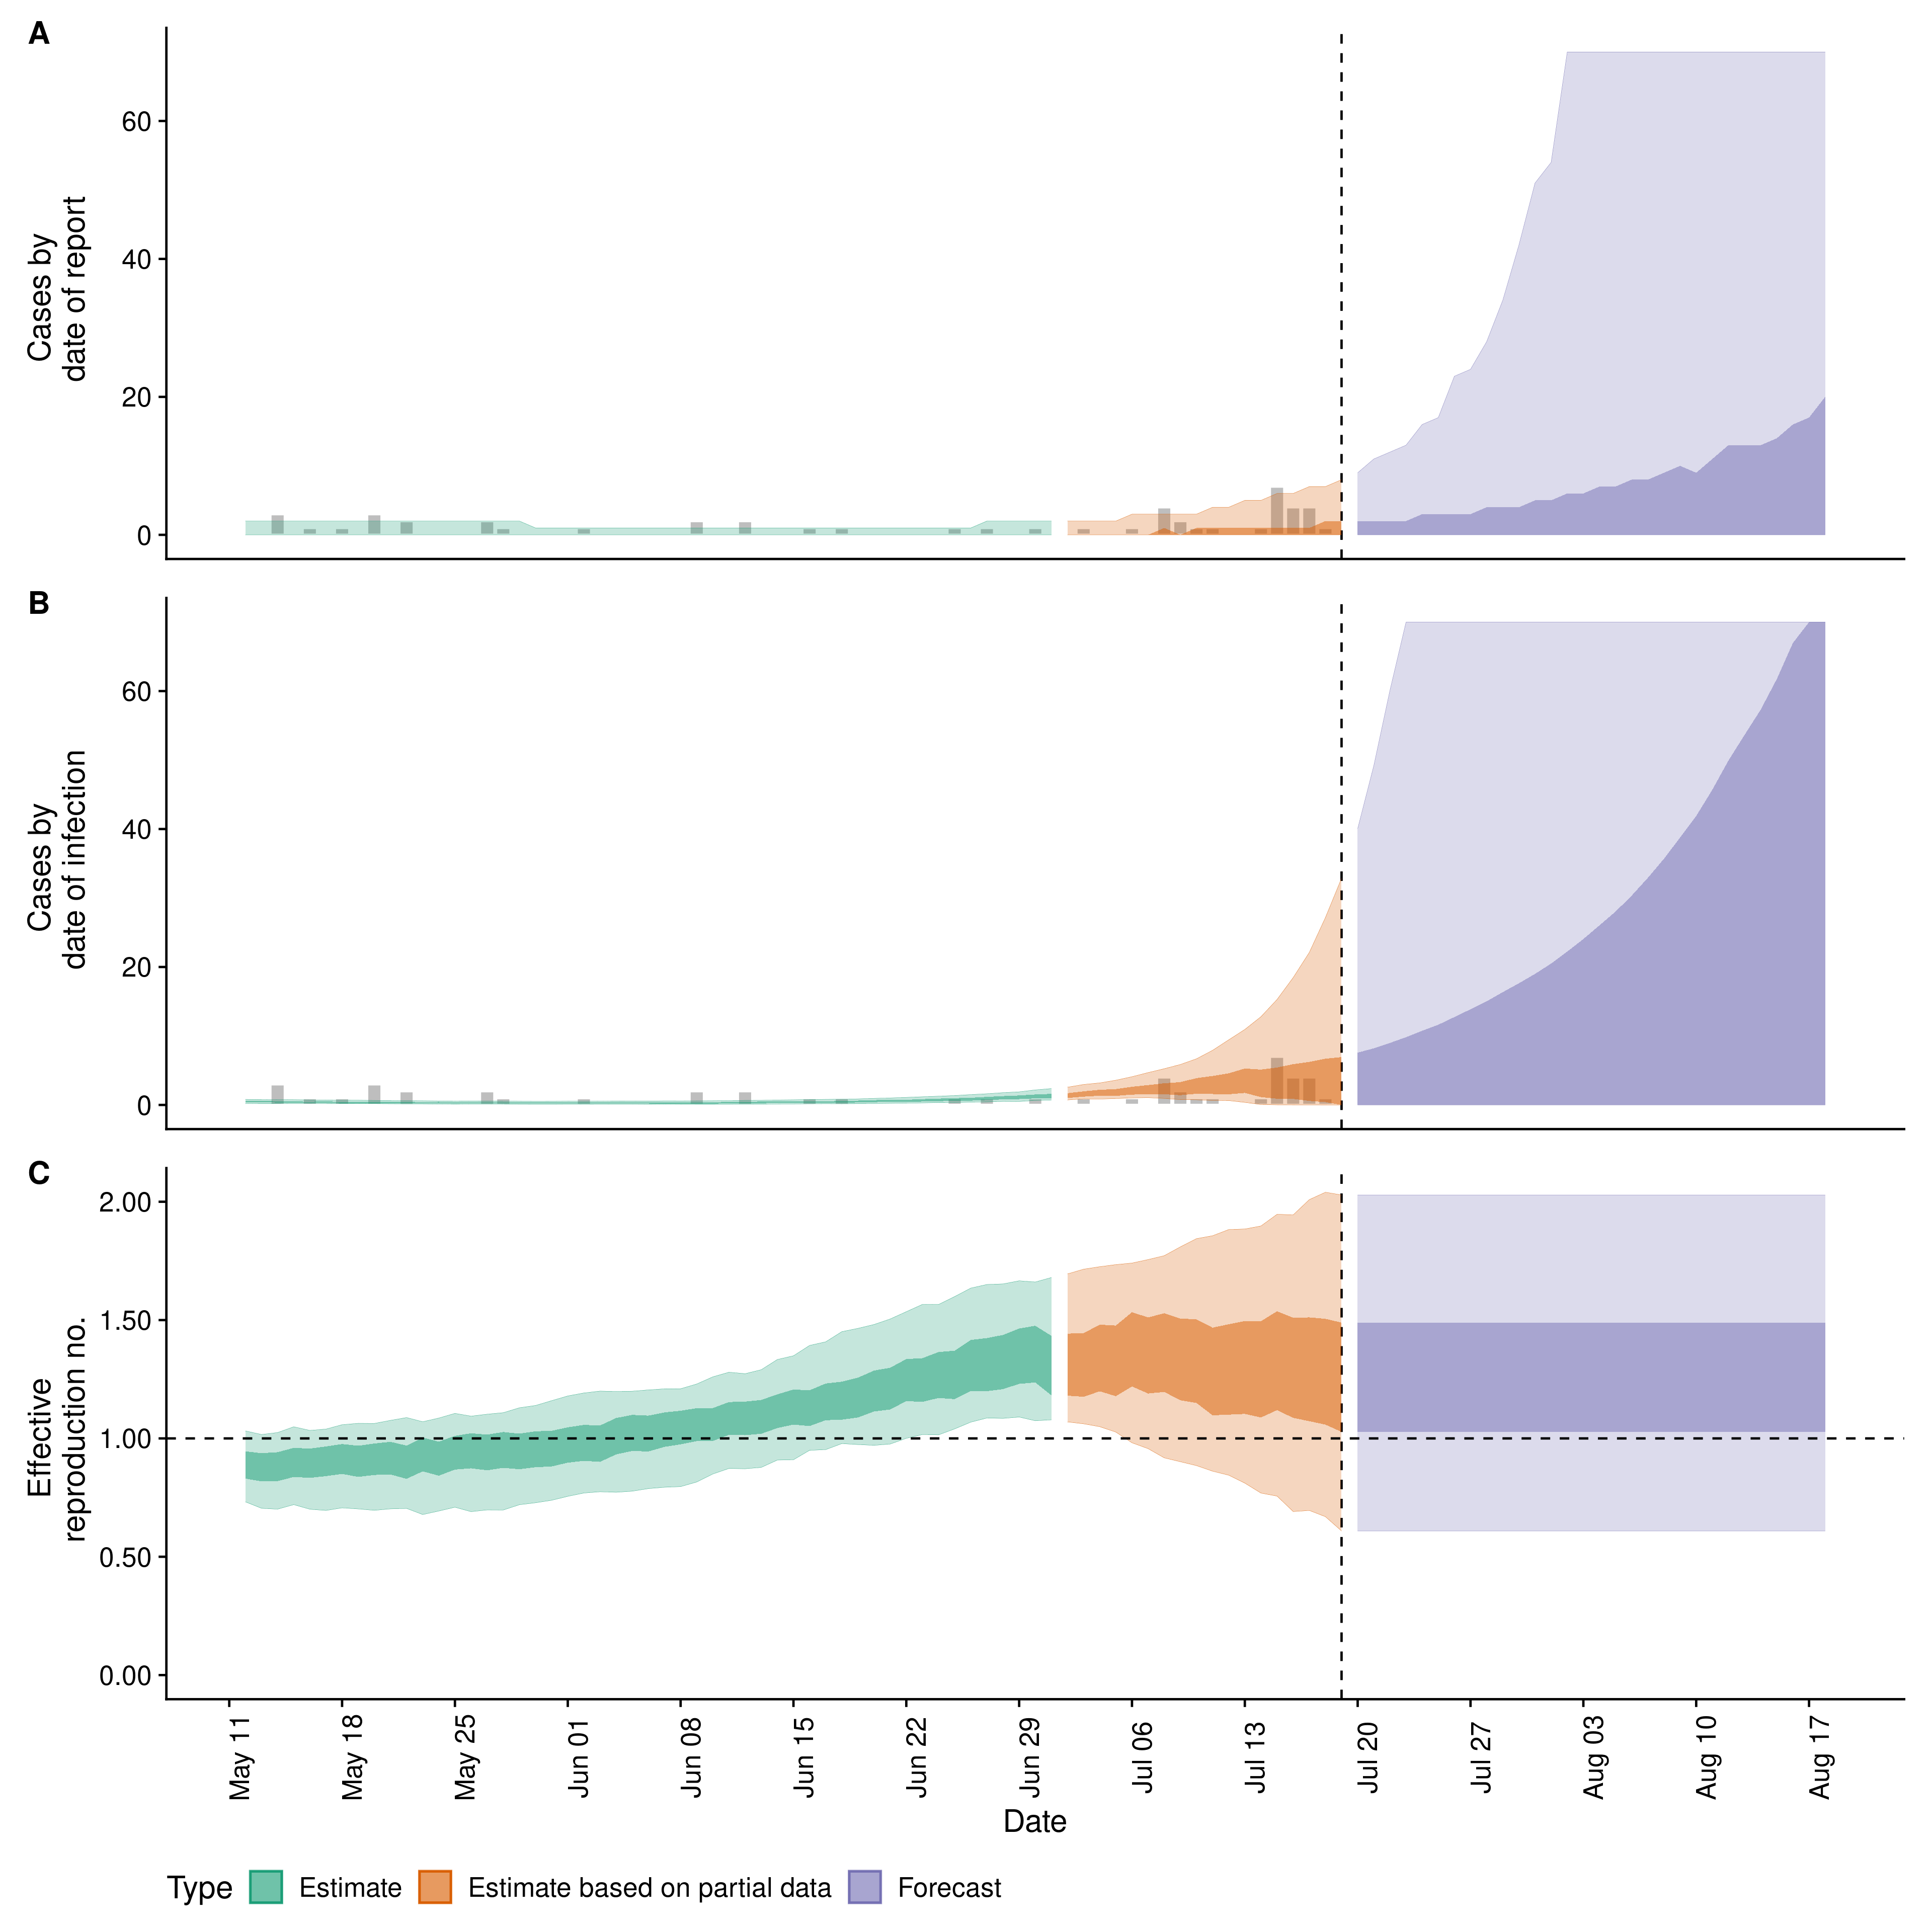 A
Cases by
date of report
60
40
20
0
B
Cases by
date of infection
60
40
20
0
C
Effective
reproduction no.
2.00
1.50
1.00
0.50
0.00
May 11
May 18
May 25
Jun 01
Jun 08
Jun 15
Jun 22
Jun 29
Jul 06
Jul 13
Jul 20
Jul 27
Aug 03
Aug 10
Aug 17
Date
Type Estimate Estimate based on partial data Forecast